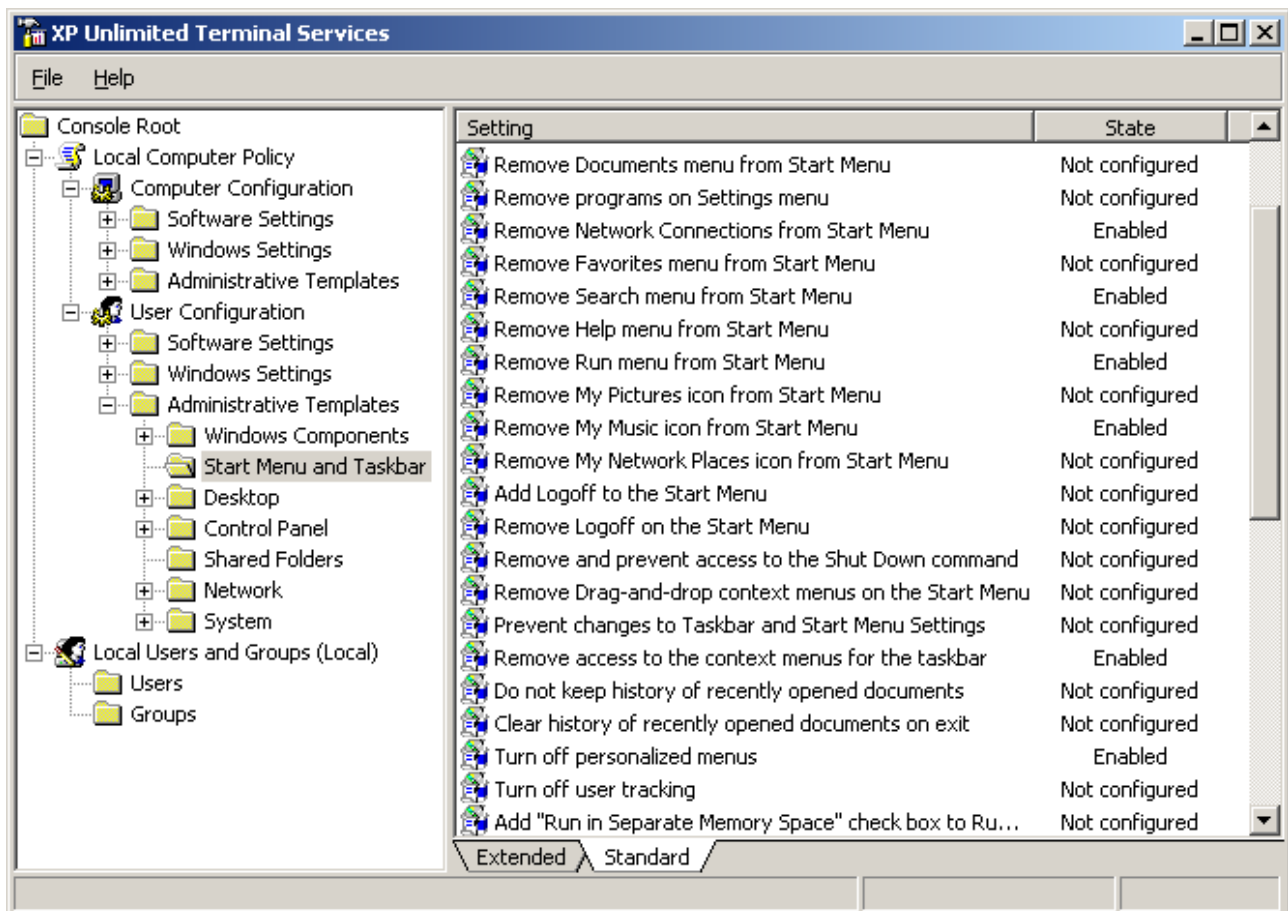 XP Unlimited Terminal Services
File Help
Console Root
Local Computer Policy
Computer Configuration
Software Settings
Windows Settings
Administrative Templates
User Configuration
Software Settings
Windows Settings
Administrative Templates
Windows Components
Start Menu and Taskbar
Desktop
Control Panel
Shared Folders
Network
System
Local Users and Groups (Local)
Users
Groups
Setting State
Remove Documents menu from Start Menu Not configured
Remove programs on Settings menu Not configured
Remove Network Connections from Start Menu Enabled
Remove Favorites menu from Start Menu Not configured
Remove Search menu from Start Menu Enabled
Remove Help menu from Start Menu Not configured
Remove Run menu from Start Menu Enabled
Remove My Pictures icon from Start Menu Not configured
Remove My Music icon from Start Menu Enabled
Remove My Network Places icon from Start Menu Not configured
Add Logoff to the Start Menu Not configured
Remove Logoff on the Start Menu Not configured
Remove and prevent access to the Shut Down command Not configured
Remove Drag-and-drop context menus on the Start Menu Not configured
Prevent changes to Taskbar and Start Menu Settings Not configured
Remove access to the context menus for the taskbar Enabled
Do not keep history of recently opened documents Not configured
Clear history of recently opened documents on exit Not configured
Turn off personalized menus Enabled
Turn off user tracking Not configured
Add "Run in Separate Memory Space" check box to Ru... Not configured
Extended Standard